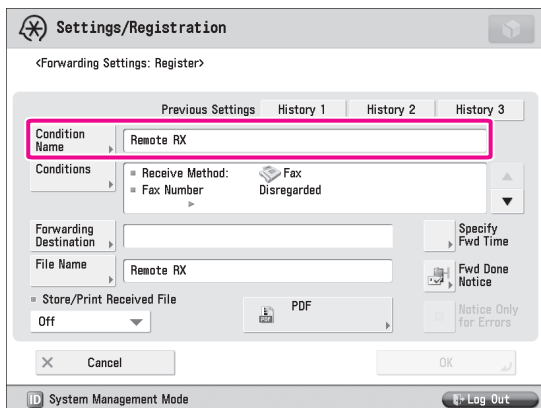 Settings/Registration
<Forwarding Settings: Register>
Previous Settings History 1 History 2 History 3
Condition Name Remote RX
Conditions
Receive Method: Fax
Fax Number Disregarded
Forwarding Destination
Specify Fwd Time
File Name Remote RX
Fwd Done Notice
Store/Print Received File
Off
PDF
Notice Only for Errors
Cancel
OK
ID System Management Mode
Log Out